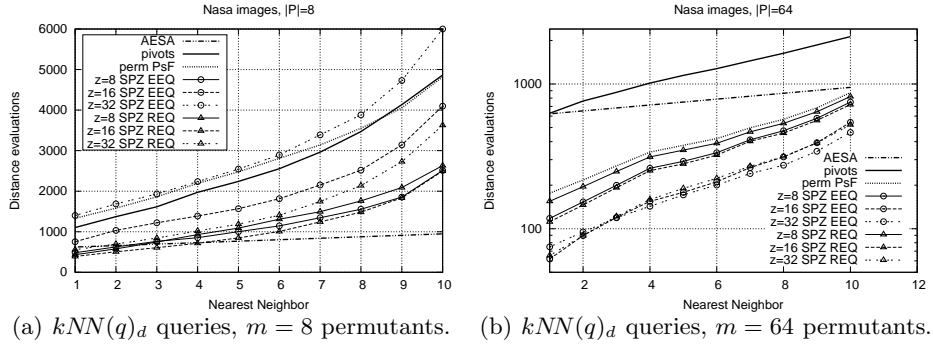 Nasa images, |P|=8
Distance evaluations
6000
5000
4000
3000
2000
1000
0
AESA
pivots
perm PsF
z=8 SPZ EEQ
z=16 SPZ EEQ
z=32 SPZ EEQ
z=8 SPZ REQ
z=16 SPZ REQ
z=32 SPZ REQ
1 2 3 4 5 6 7 8 9 10
Nearest Neighbor
(a) kNN(q)d queries, m = 8 permutants.
Nasa images, |P|=64
Distance evaluations
1000
100
AESA
pivots
perm PsF
z=8 SPZ EEQ
z=16 SPZ EEQ
z=32 SPZ EEQ
z=8 SPZ REQ
z=16 SPZ REQ
z=32 SPZ REQ
2 4 6 8 10 12
Nearest Neighbor
(b) kNN(q)d queries, m = 64 permutants.